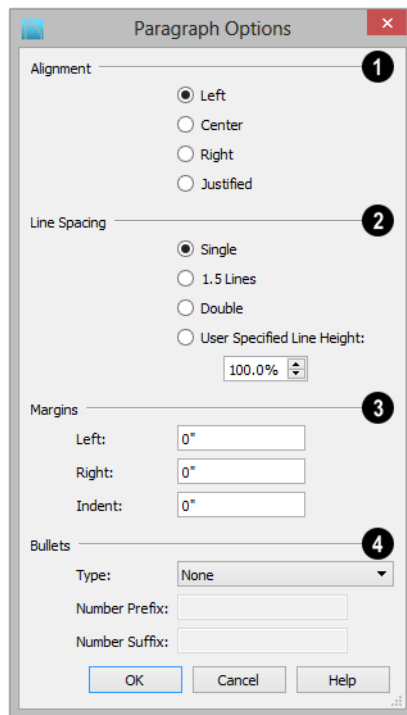 Paragraph Options
Alignment 1
Left
Center
Right
Justified
Line Spacing 2
Single
1.5 Lines
Double
User Specified Line Height:
100.0%
Margins 3
Left: 0"
Right: 0"
Indent: 0"
Bullets 4
Type: None
Number Prefix:
Number Suffix:
OK Cancel Help